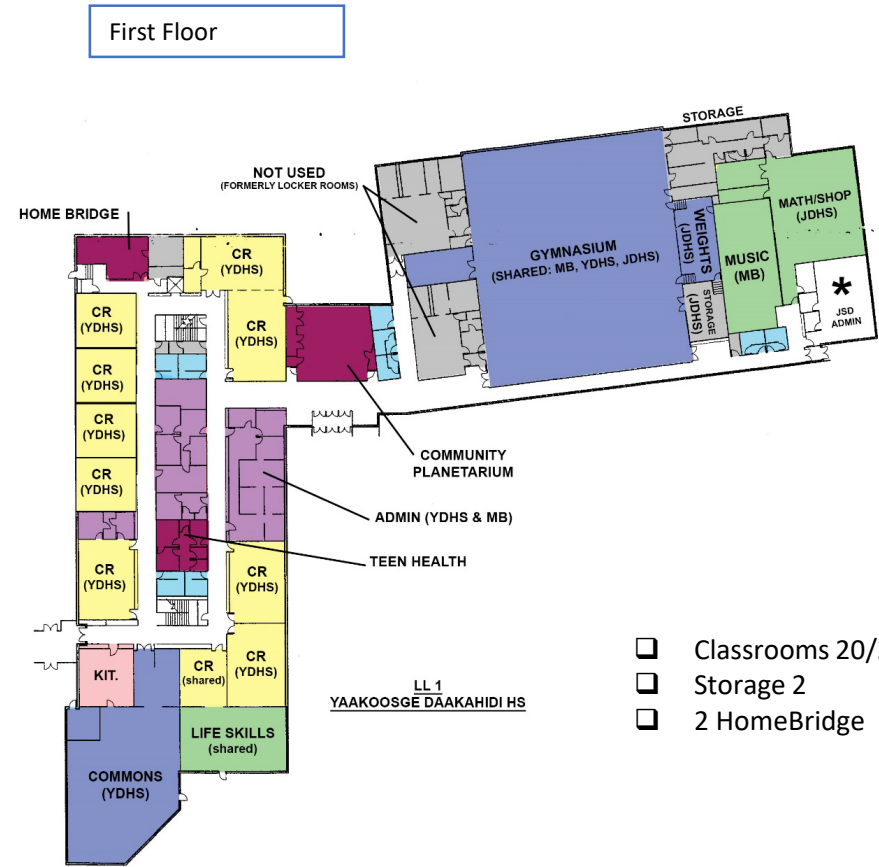 First Floor
STORAGE
NOT USED
(FORMERLY LOCKER ROOMS)
HOME BRIDGE
MATH/SHOP
(JDHS)
CR
(YDHS)
GYMNASIUM
(SHARED: MB, YDHS, JDHS)
WEIGHTS
(JDHS)
MUSIC
(MB)
*
JSD
ADMIN
STORAGE
(JDHS)
CR
(YDHS)
CR
(YDHS)
CR
(YDHS)
CR
(YDHS)
CR
(YDHS)
COMMUNITY
PLANETARIUM
ADMIN (YDHS & MB)
TEEN HEALTH
CR
(YDHS)
CR
(YDHS)
KIT.
CR
(shared)
CR
(YDHS)
LL 1
YAAKOOSGE DAAKAHIDI HS
LIFE SKILLS
(shared)
COMMONS
(YDHS)
❑ Classrooms 20/
❑ Storage 2
❑ 2 HomeBridge